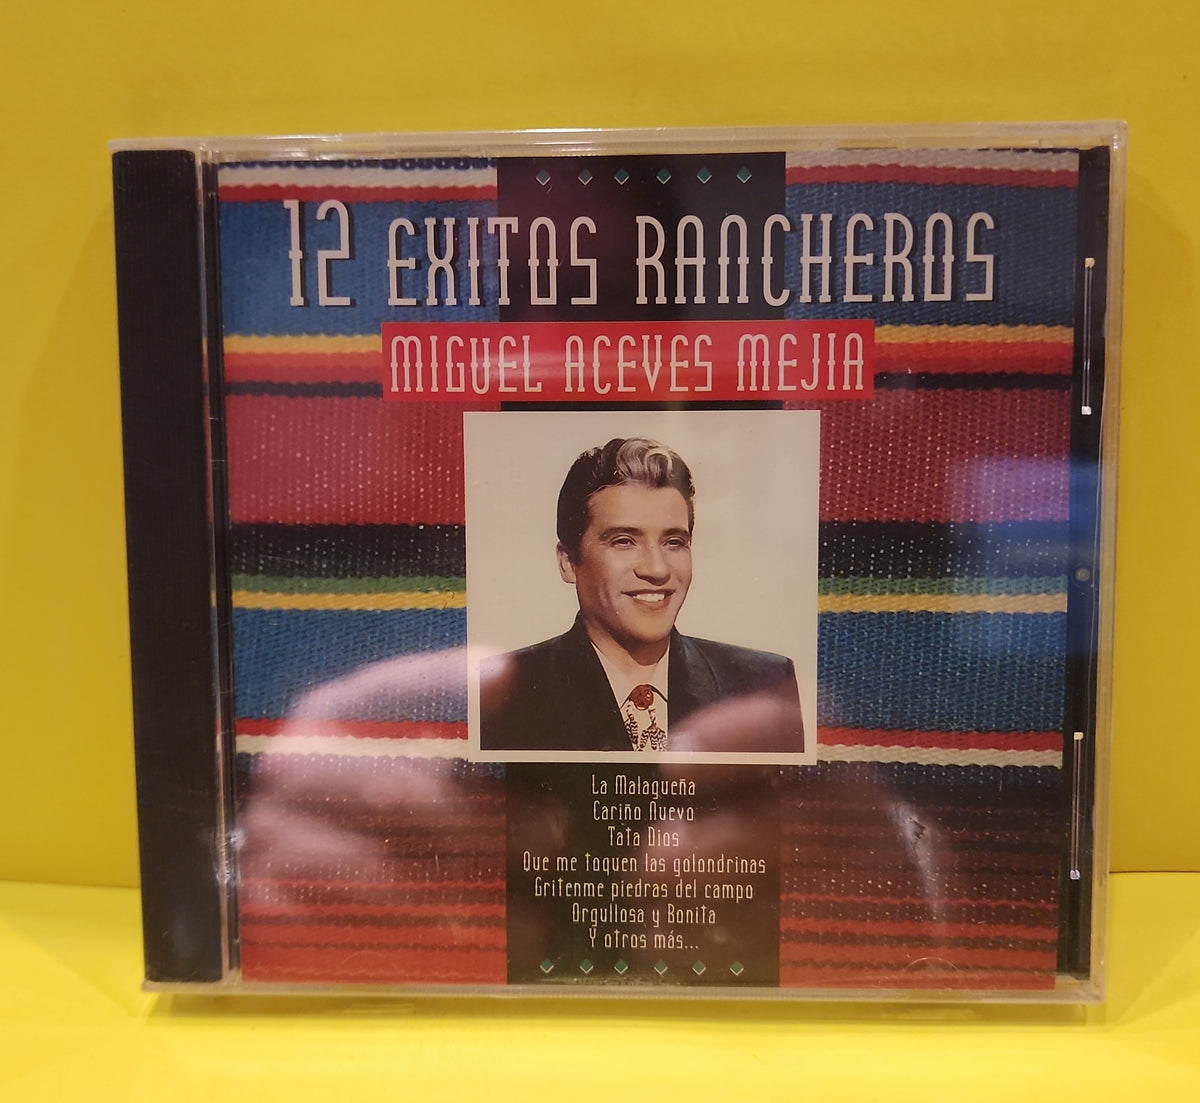 12 EXITOS RANCHEROS
MIGUEL ACEVES MEJIA
La Malagueña
Cariño Nuevo
Tata Dios
Que me toquen las golondrinas
Gritenme piedras del campo
Orgullosa y Bonita
Y otros más...